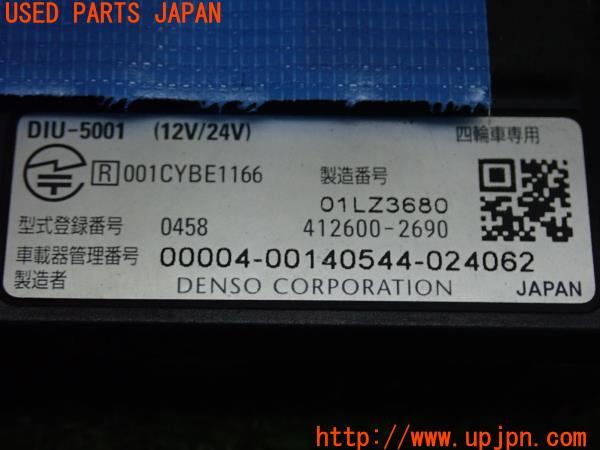 USED PARTS JAPAN
DIU-5001 (12V/24V) 四輪車専用
R 001CYBE1166 製造番号
01LZ3680
型式登録番号 0458 412600-2690
車載器管理番号 00004-00140544-024062
製造者 DENSO CORPORATION JAPAN
UPJ http://www.upjpn.com/